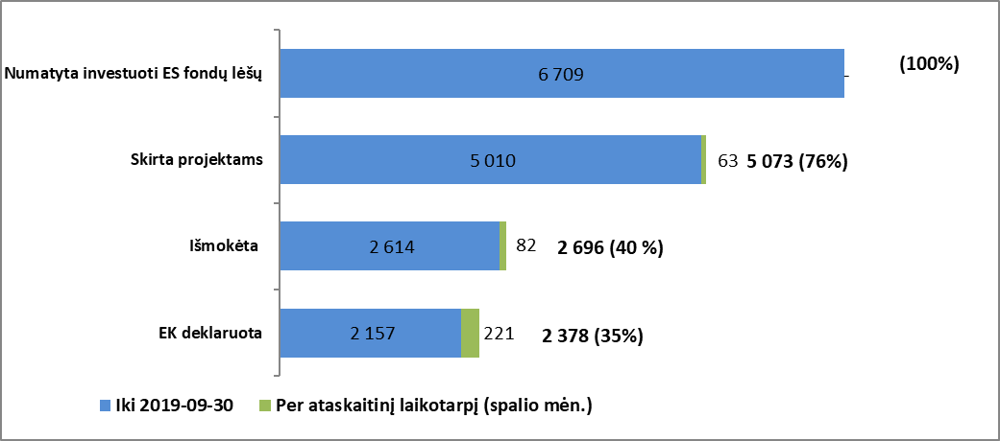 Numatyta investuoti ES fondų lėšų 6 709 (100%)
Skirta projektams 5 010 63 5 073 (76%)
Išmokėta 2 614 82 2 696 (40 %)
EK deklaruota 2 157 221 2 378 (35%)
Iki 2019-09-30 Per ataskaitinį laikotarpį (spalio mėn.)